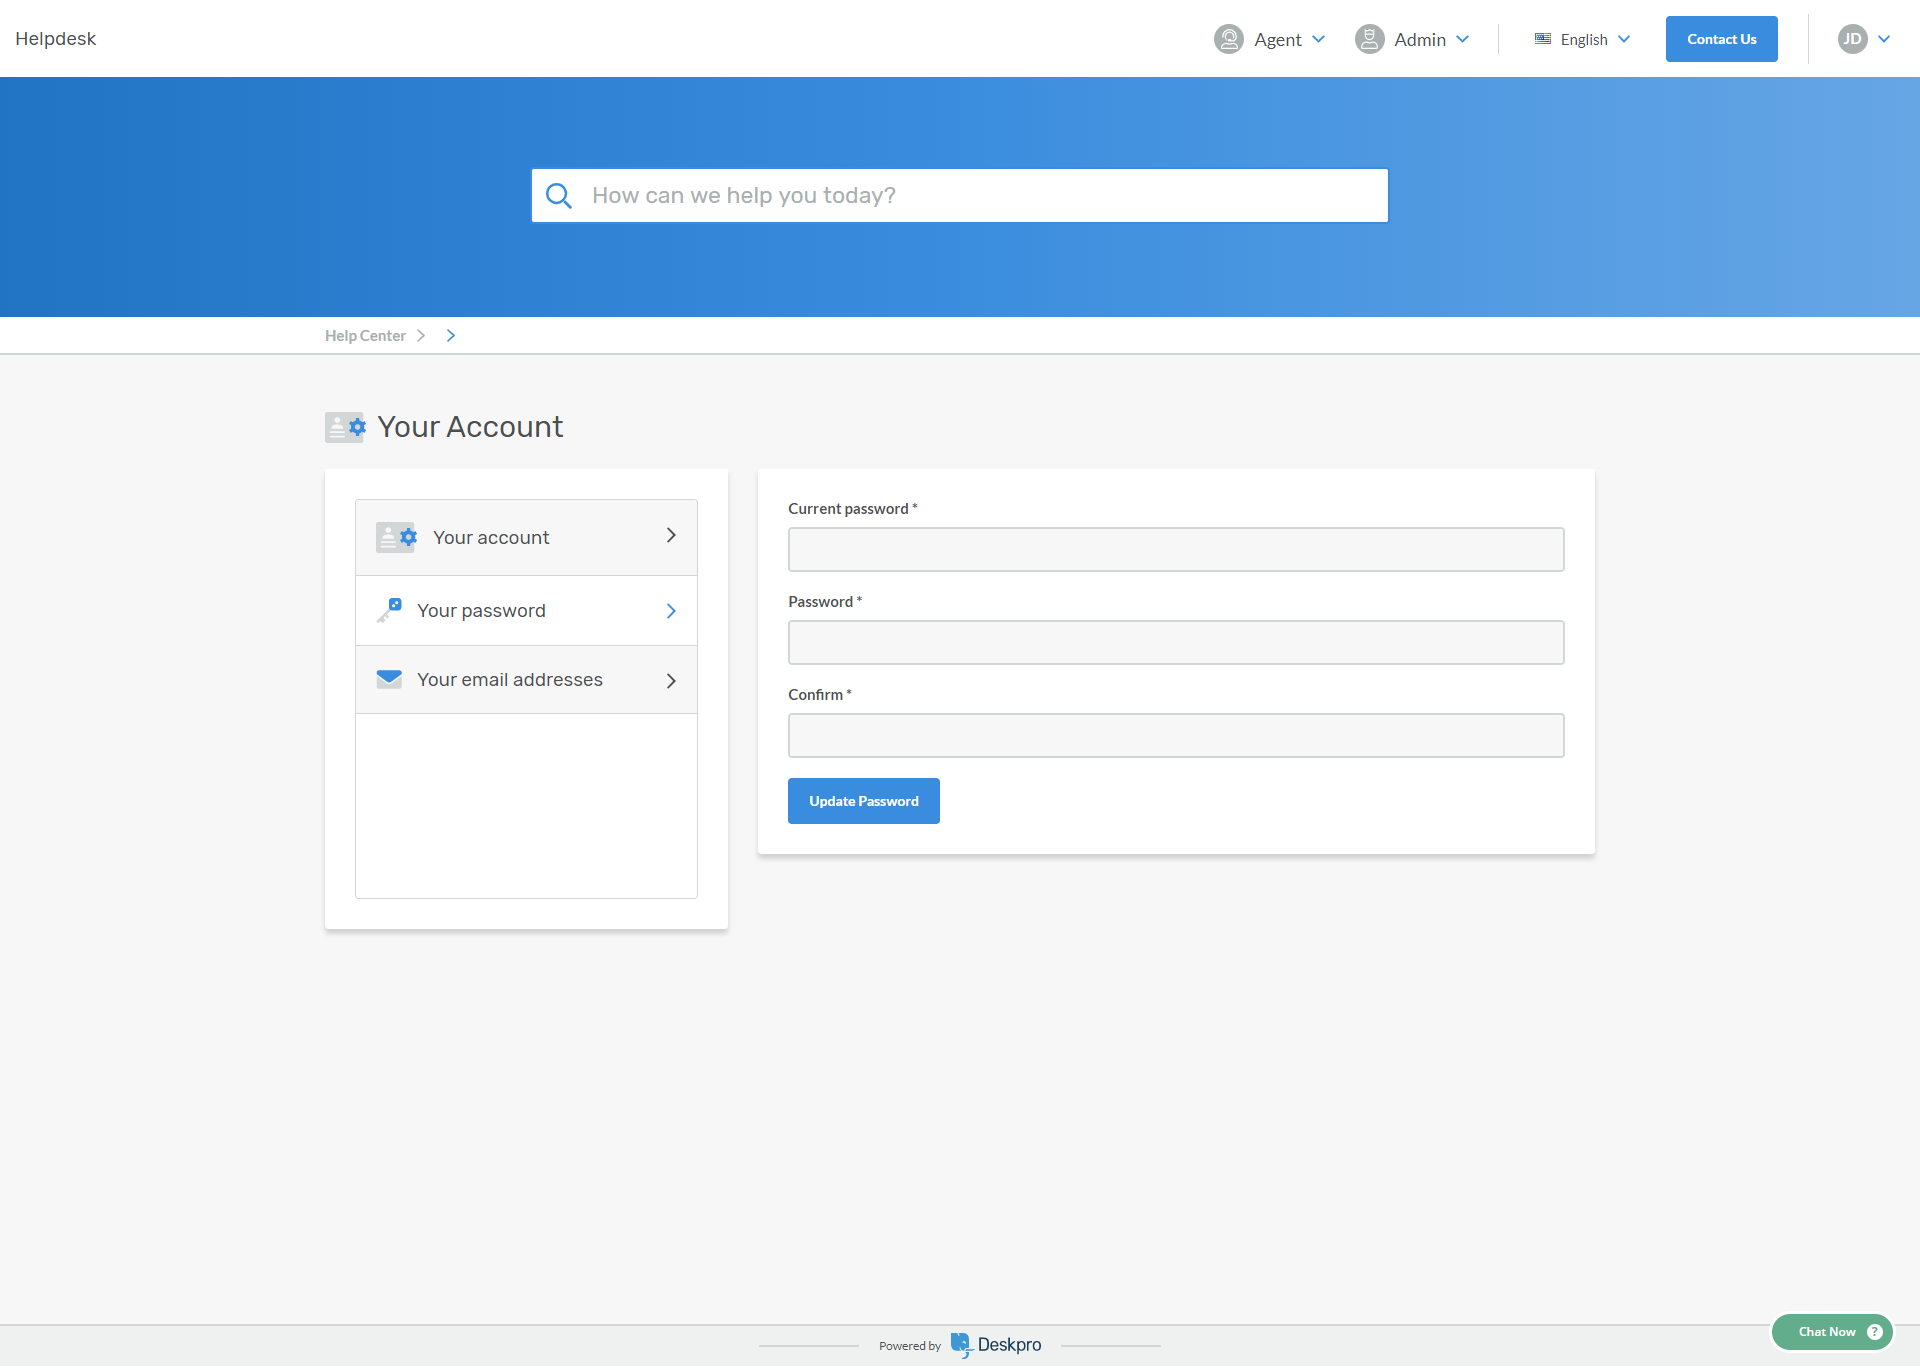 Helpdesk
Agent
Admin
English
Contact Us
JD
How can we help you today?
Help Center
Your Account
Your account
Your password
Your email addresses
Current password *
Password *
Confirm *
Update Password
Powered by Deskpro
Chat Now ?